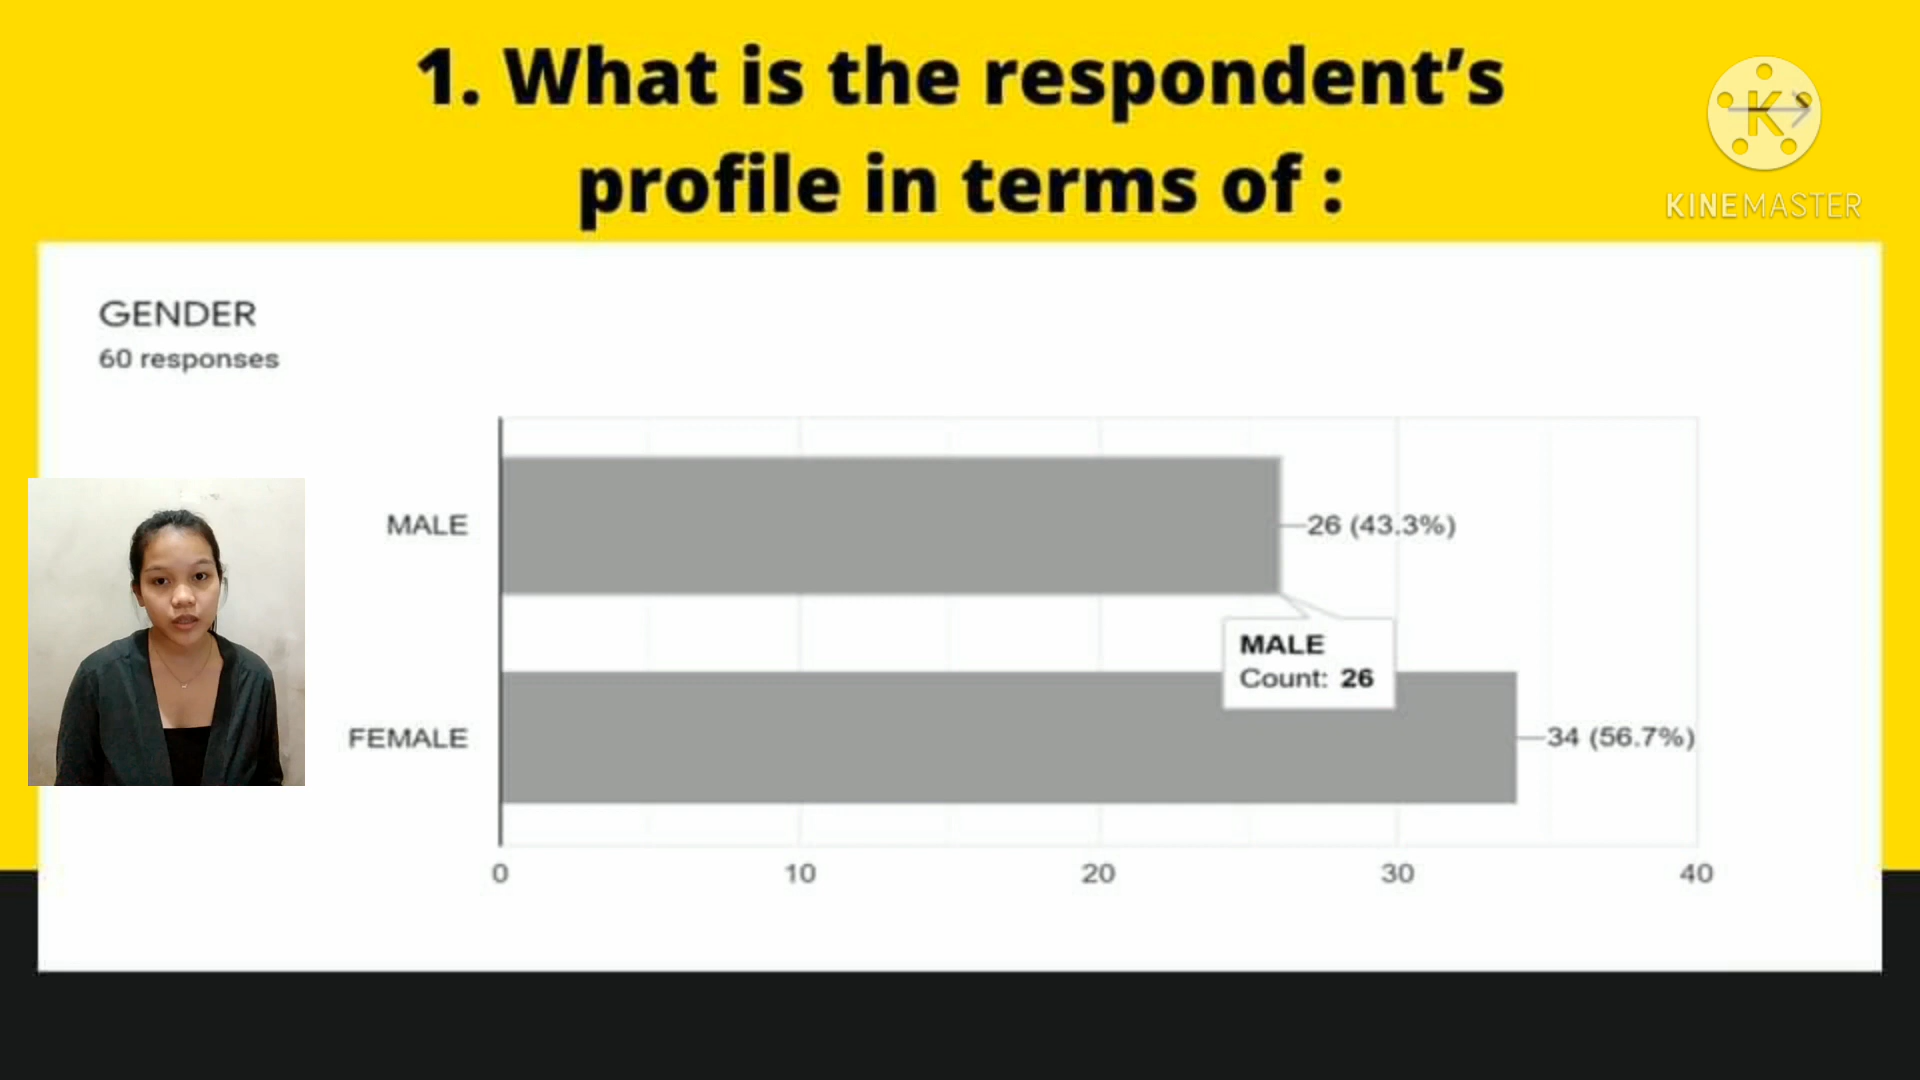 1. What is the respondent’s
profile in terms of :
K
KINEMASTER
GENDER
60 responses
MALE
26 (43.3%)
MALE
Count: 26
FEMALE
34 (56.7%)
0 10 20 30 40